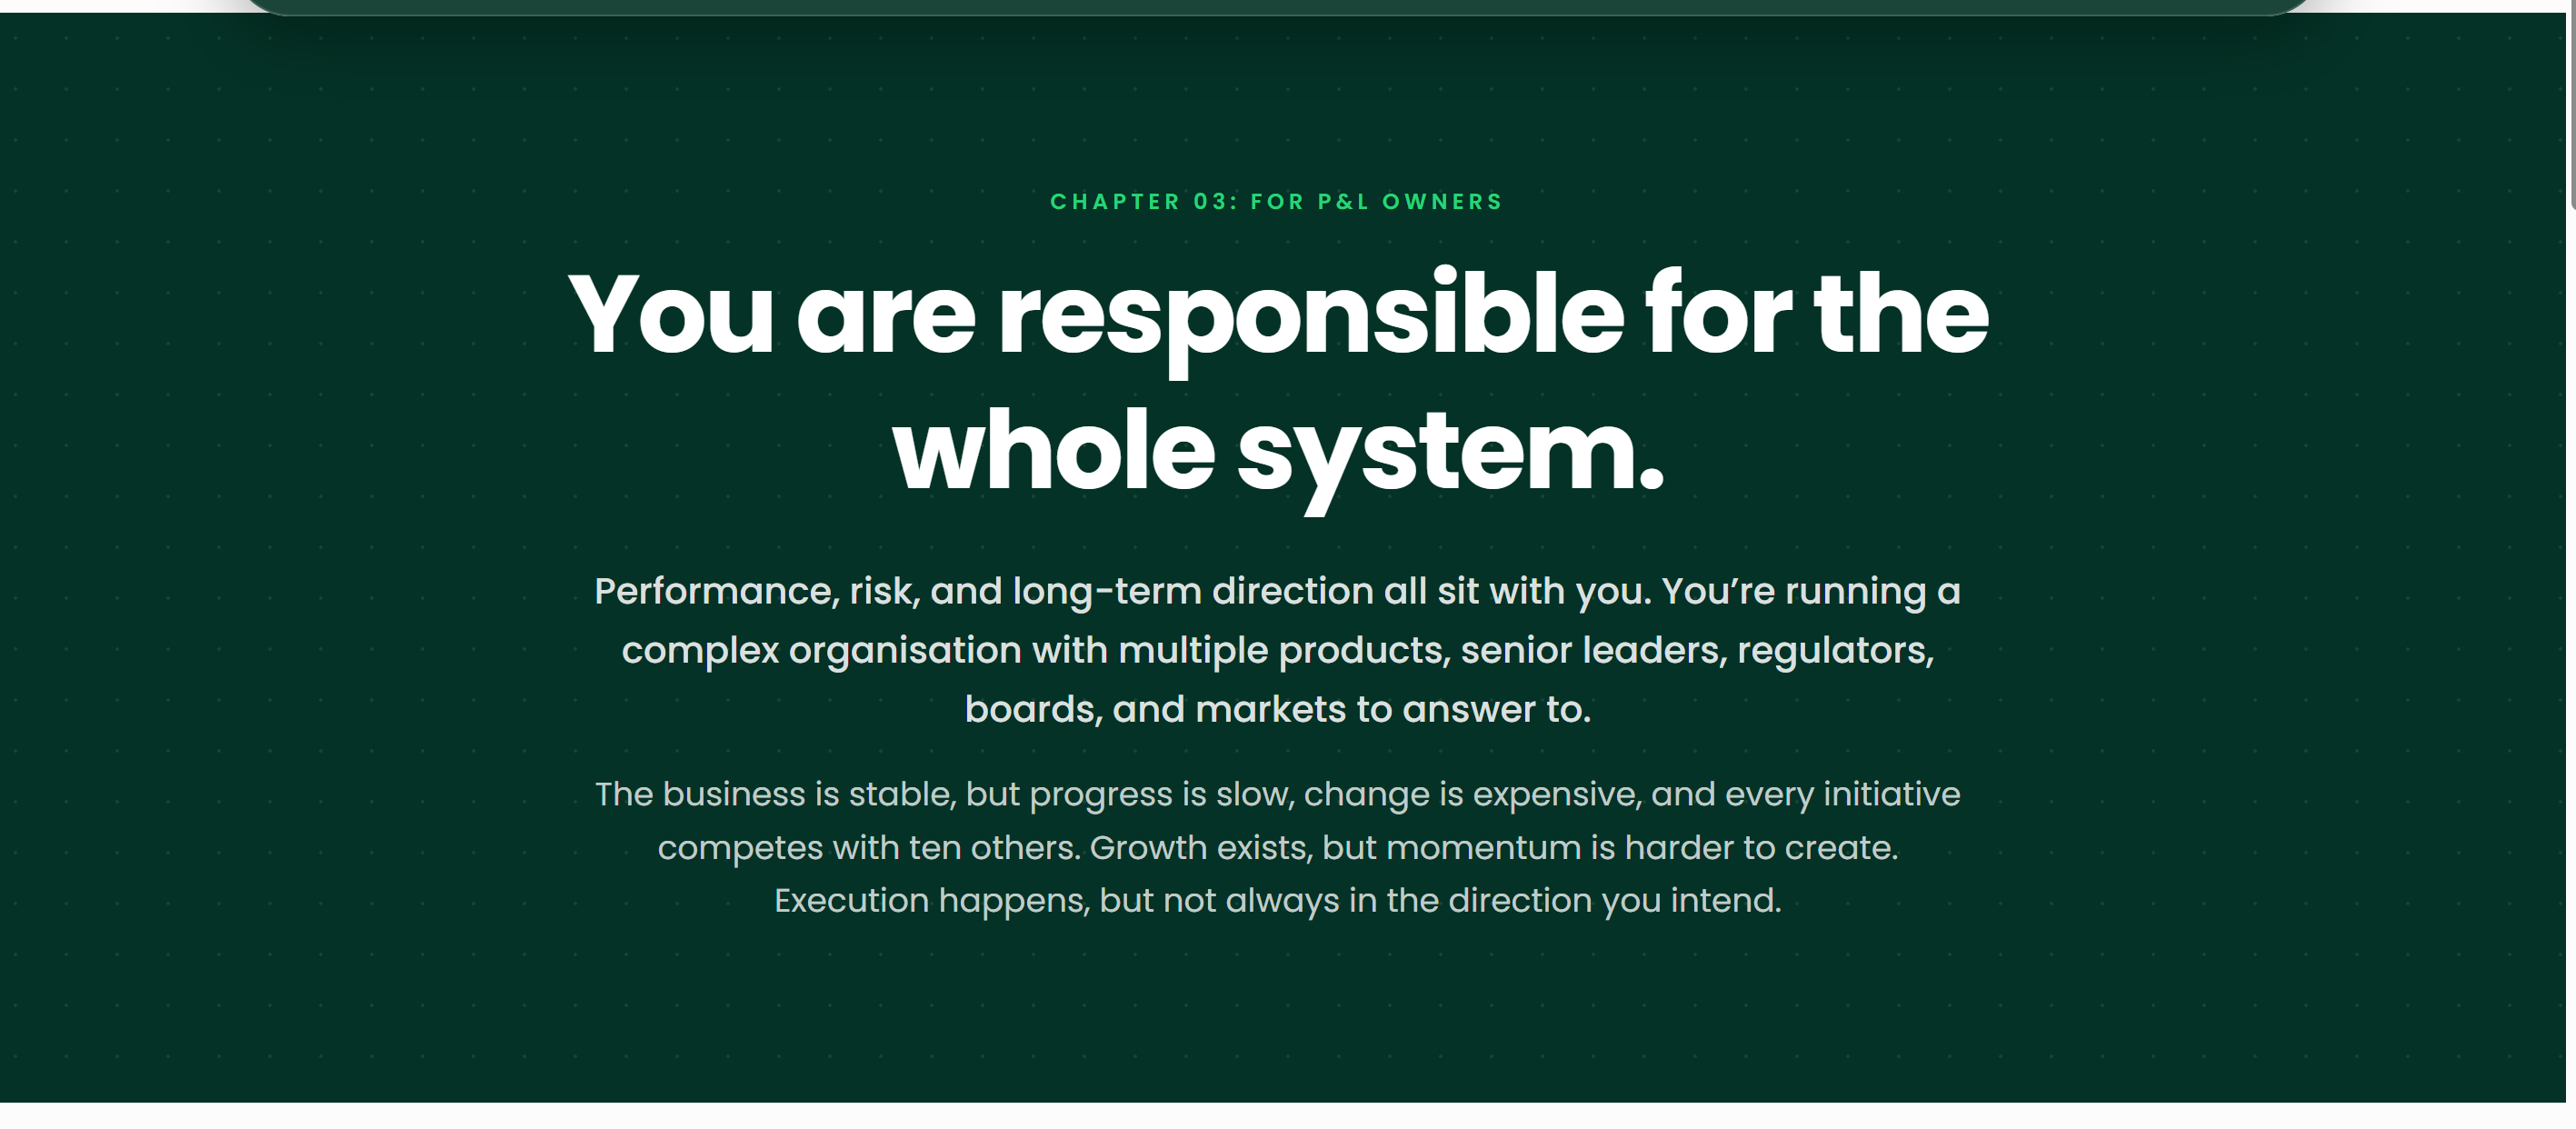 CHAPTER 03: FOR P&L OWNERS
You are responsible for the
whole system.
Performance, risk, and long-term direction all sit with you. You’re running a
complex organisation with multiple products, senior leaders, regulators,
boards, and markets to answer to.
The business is stable, but progress is slow, change is expensive, and every initiative
competes with ten others. Growth exists, but momentum is harder to create.
Execution happens, but not always in the direction you intend.